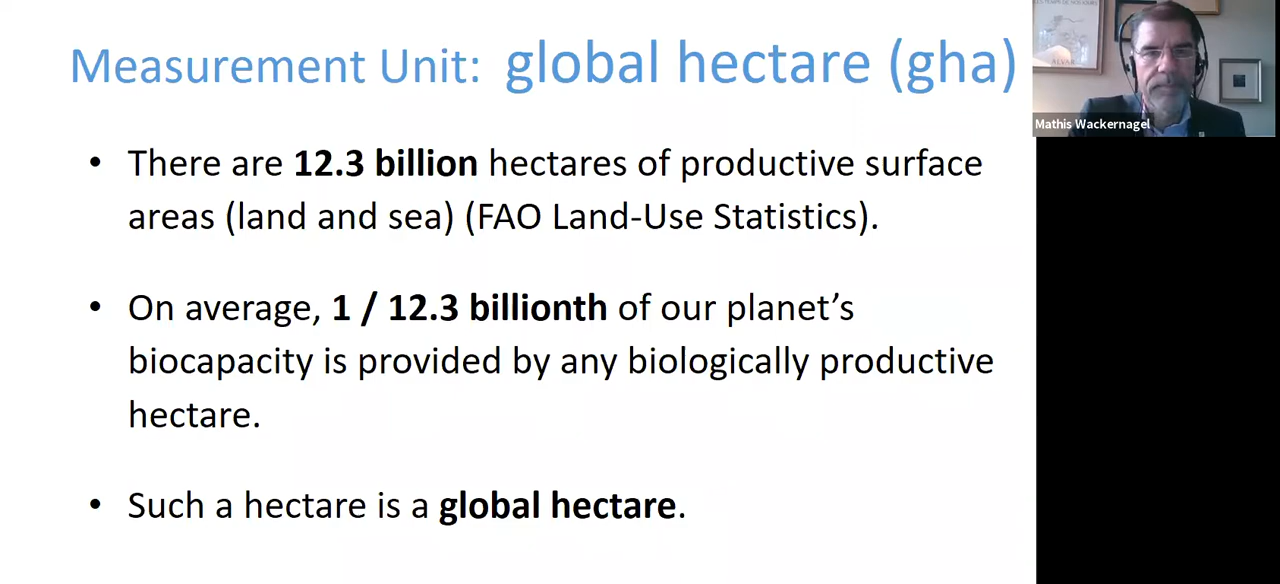 Measurement Unit: global hectare (gha)
• There are 12.3 billion hectares of productive surface
areas (land and sea) (FAO Land-Use Statistics).
• On average, 1 / 12.3 billionth of our planet’s
biocapacity is provided by any biologically productive
hectare.
• Such a hectare is a global hectare.
ALVAR
Mathis Wackernagel